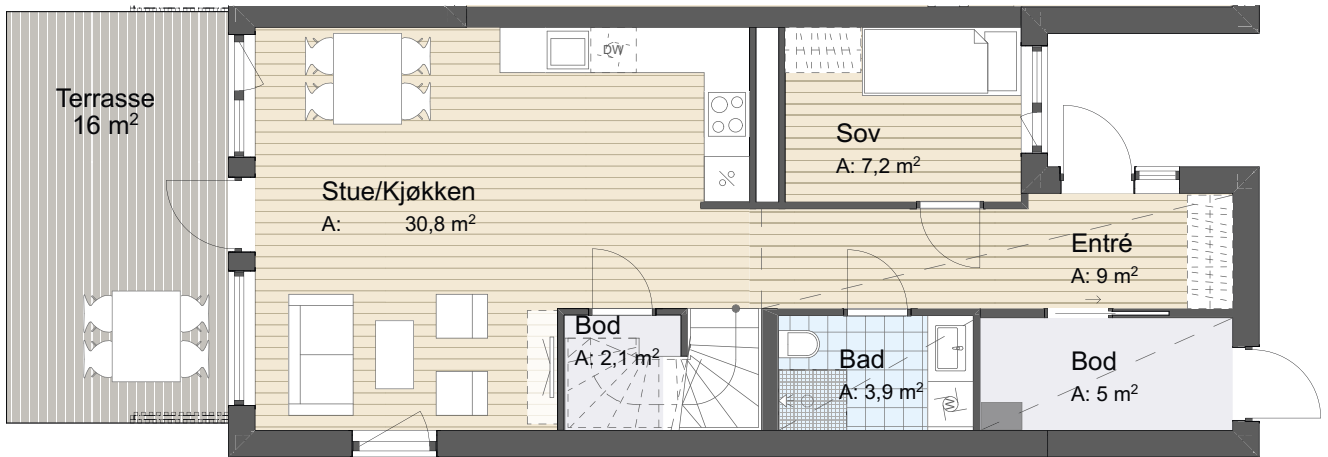 Terrasse
16 m²
DW
Stue/Kjøkken
A: 30,8 m²
Sov
A: 7,2 m²
Entré
A: 9 m²
Bod
A: 2,1 m²
Bad
A: 3,9 m²
W
Bod
A: 5 m²